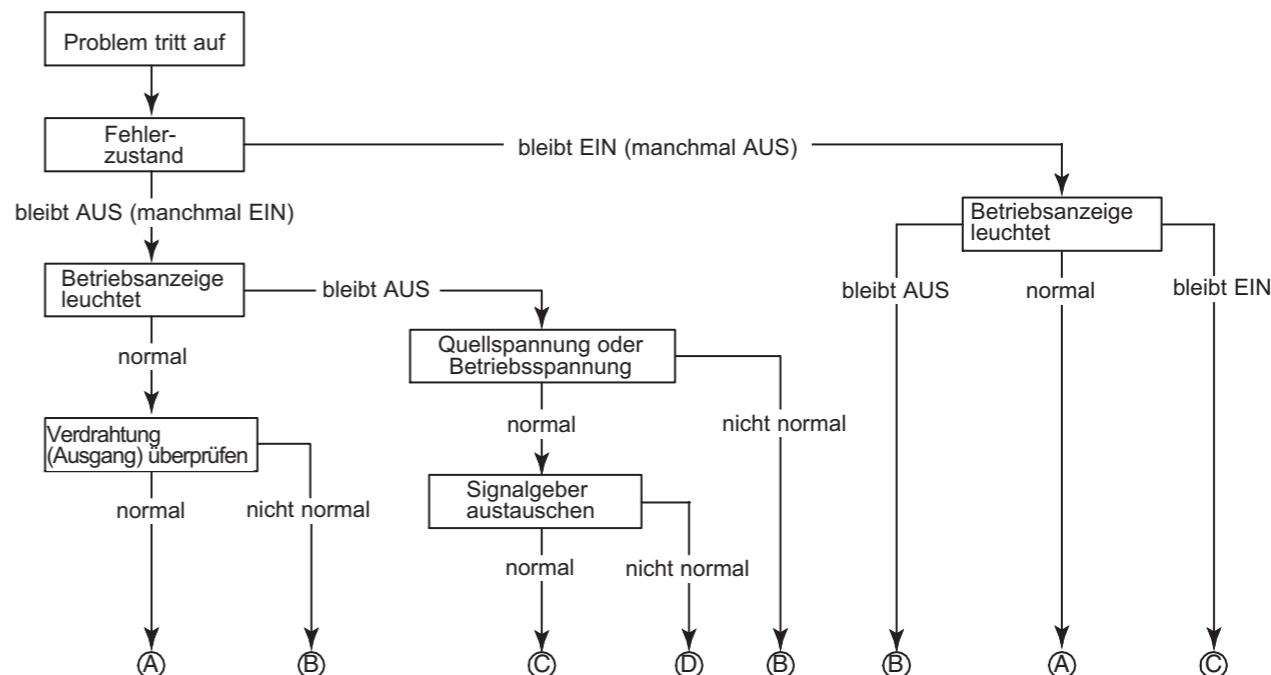 Problem tritt auf
Fehler-
zustand
bleibt EIN (manchmal AUS)
bleibt AUS (manchmal EIN)
Betriebsanzeige
leuchtet
Betriebsanzeige
leuchtet
bleibt AUS
bleibt AUS
normal
bleibt EIN
normal
Quellspannung oder
Betriebsspannung
Verdrahtung
(Ausgang) überprüfen
normal
nicht normal
normal
nicht normal
Signalgeber
austauschen
normal
nicht normal
A
B
C
D
B
B
A
C